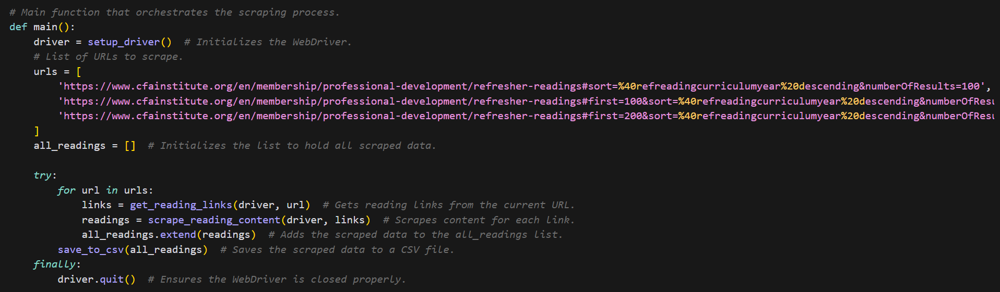 # Main function that orchestrates the scraping process.
def main():
    driver = setup_driver()  # Initializes the WebDriver.
    # List of URLs to scrape.
    urls = [
        'https://www.cfainstitute.org/en/membership/professional-development/refresher-readings#sort=%40refreadingcurriculumyear%20descending&numberOfResults=100',
        'https://www.cfainstitute.org/en/membership/professional-development/refresher-readings#first=100&sort=%40refreadingcurriculumyear%20descending&numberOfResu
        'https://www.cfainstitute.org/en/membership/professional-development/refresher-readings#first=200&sort=%40refreadingcurriculumyear%20descending&numberOfResu
    ]
    all_readings = []  # Initializes the list to hold all scraped data.
    try:
        for url in urls:
            links = get_reading_links(driver, url)  # Gets reading links from the current URL.
            readings = scrape_reading_content(driver, links)  # Scrapes content for each link.
            all_readings.extend(readings)  # Adds the scraped data to the all_readings list.
        save_to_csv(all_readings)  # Saves the scraped data to a CSV file.
    finally:
        driver.quit()  # Ensures the WebDriver is closed properly.